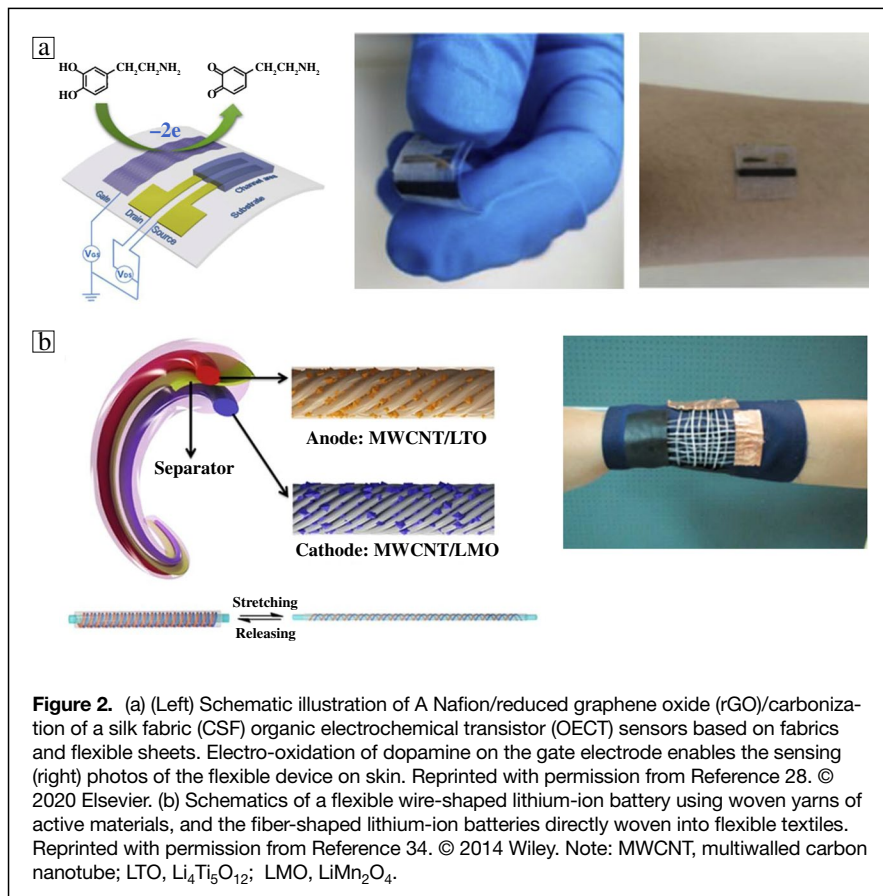 a
HO
CH₂CH₂NH₂
HO
O
CH₂CH₂NH₂
O
−2e
Gate
Drain
Source
Channel area
Substrate
VGS
VDS
b
Separator
Anode: MWCNT/LTO
Cathode: MWCNT/LMO
Stretching
Releasing
Figure 2. (a) (Left) Schematic illustration of A Nafion/reduced graphene oxide (rGO)/carboniza-
tion of a silk fabric (CSF) organic electrochemical transistor (OECT) sensors based on fabrics
and flexible sheets. Electro-oxidation of dopamine on the gate electrode enables the sensing
(right) photos of the flexible device on skin. Reprinted with permission from Reference 28. ©
2020 Elsevier. (b) Schematics of a flexible wire-shaped lithium-ion battery using woven yarns of
active materials, and the fiber-shaped lithium-ion batteries directly woven into flexible textiles.
Reprinted with permission from Reference 34. © 2014 Wiley. Note: MWCNT, multiwalled carbon
nanotube; LTO, Li₄Ti₅O₁₂; LMO, LiMn₂O₄.